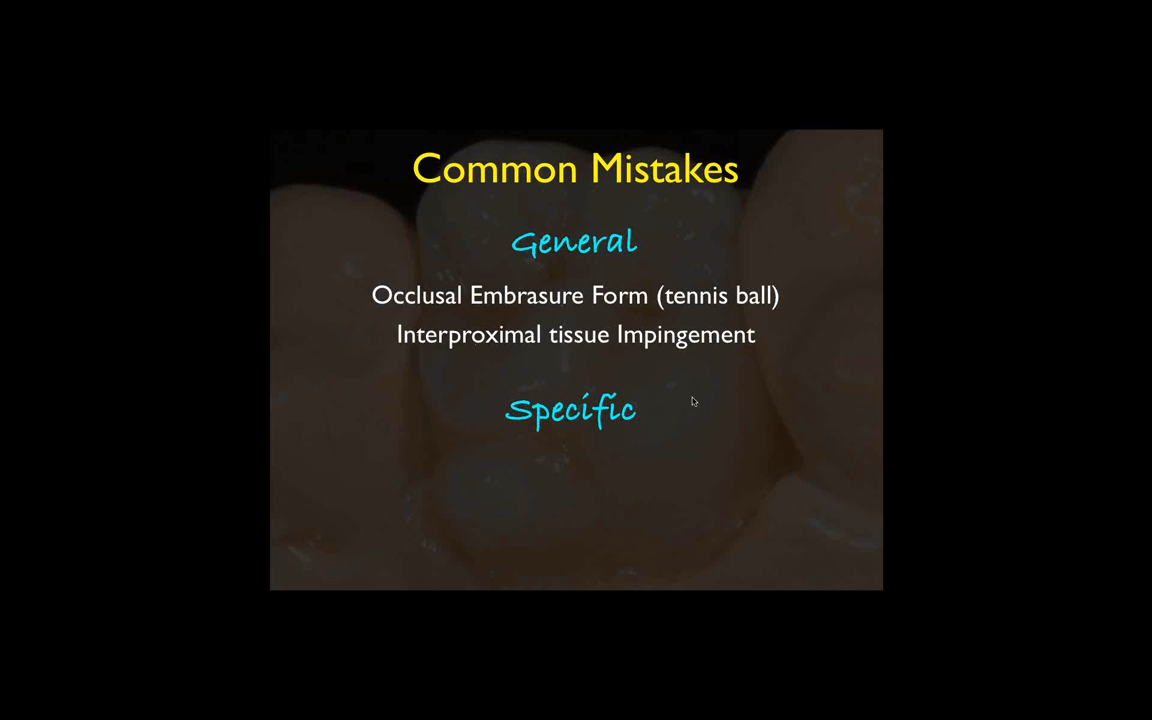 Common Mistakes
General
Occlusal Embrasure Form (tennis ball)
Interproximal tissue Impingement
Specific